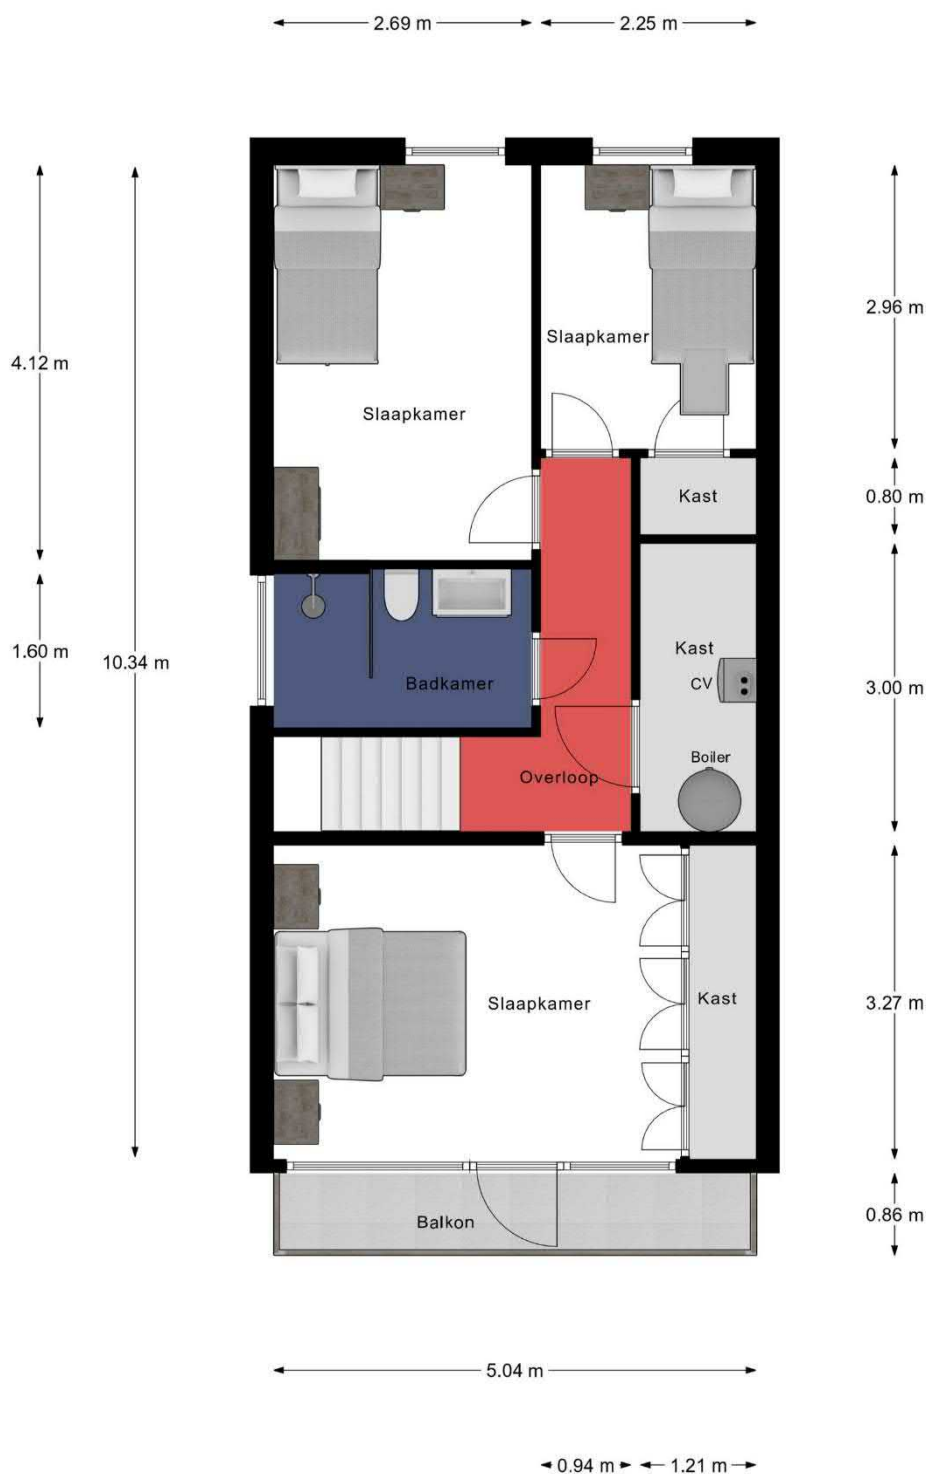 2.69 m
2.25 m
2.96 m
Slaapkamer
4.12 m
Slaapkamer
Kast
0.80 m
Kast
1.60 m
10.34 m
Badkamer
CV
3.00 m
Boiler
Overloop
Slaapkamer
Kast
3.27 m
Balkon
0.86 m
5.04 m
0.94 m
1.21 m